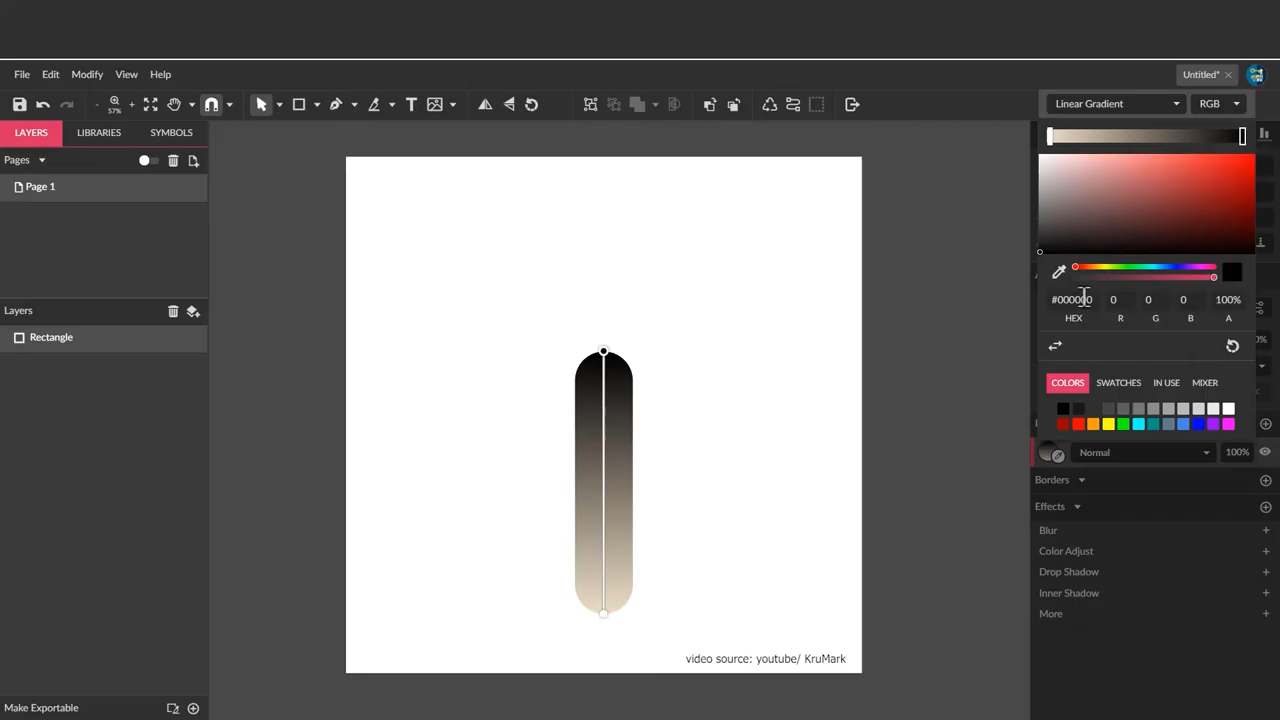 File Edit Modify View Help
Untitled*
57%
Linear Gradient RGB
LAYERS LIBRARIES SYMBOLS
Pages
Page 1
#000000 0 0 0 100%
HEX R G B A
Layers
Rectangle
COLORS SWATCHES IN USE MIXER
Normal 100%
Borders
Effects
Blur
Color Adjust
Drop Shadow
Inner Shadow
More
video source: youtube/ KruMark
Make Exportable